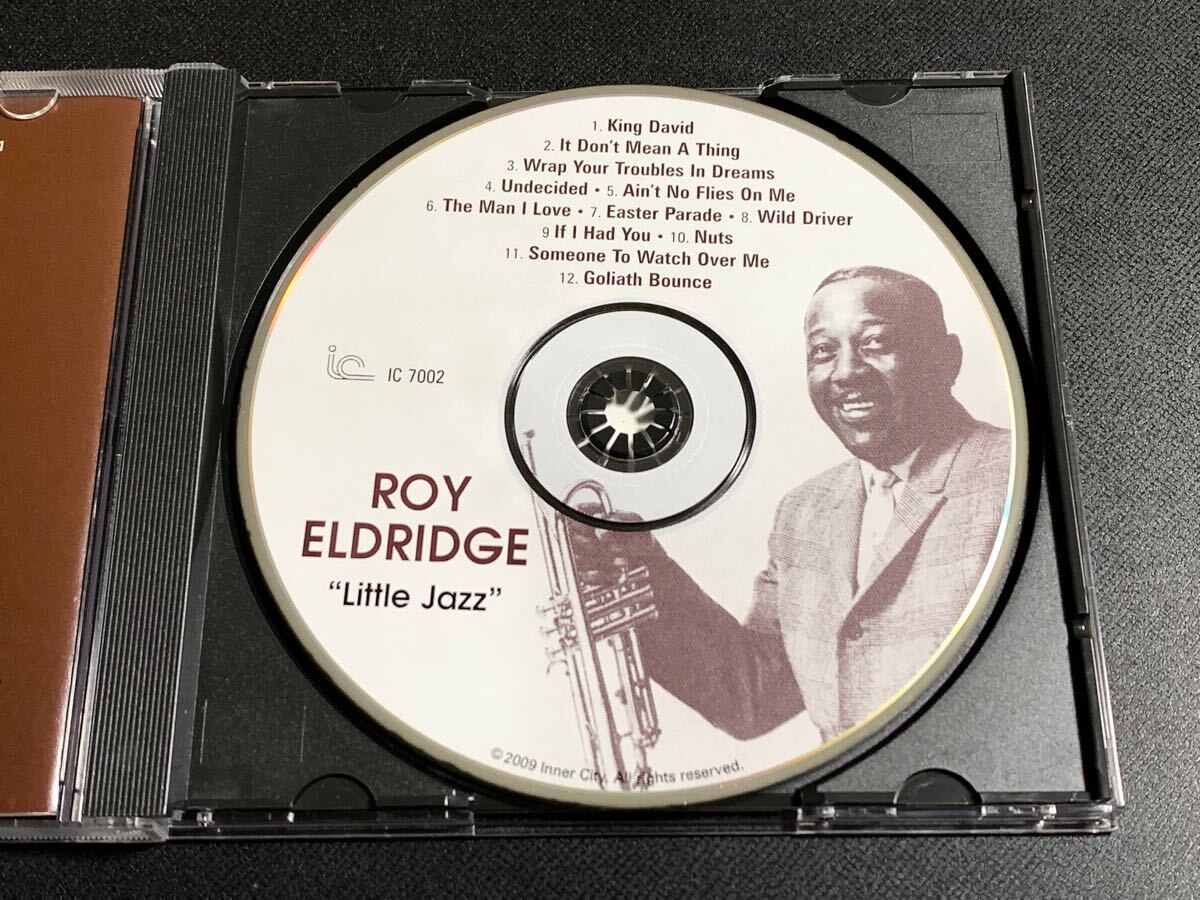 1. King David
2. It Don't Mean A Thing
3. Wrap Your Troubles In Dreams
4. Undecided • 5. Ain't No Flies On Me
6. The Man I Love • 7. Easter Parade • 8. Wild Driver
9 If I Had You • 10. Nuts
11. Someone To Watch Over Me
12. Goliath Bounce
ic IC 7002
ROY
ELDRIDGE
"Little Jazz"
© 2009 Inner City. All rights reserved.